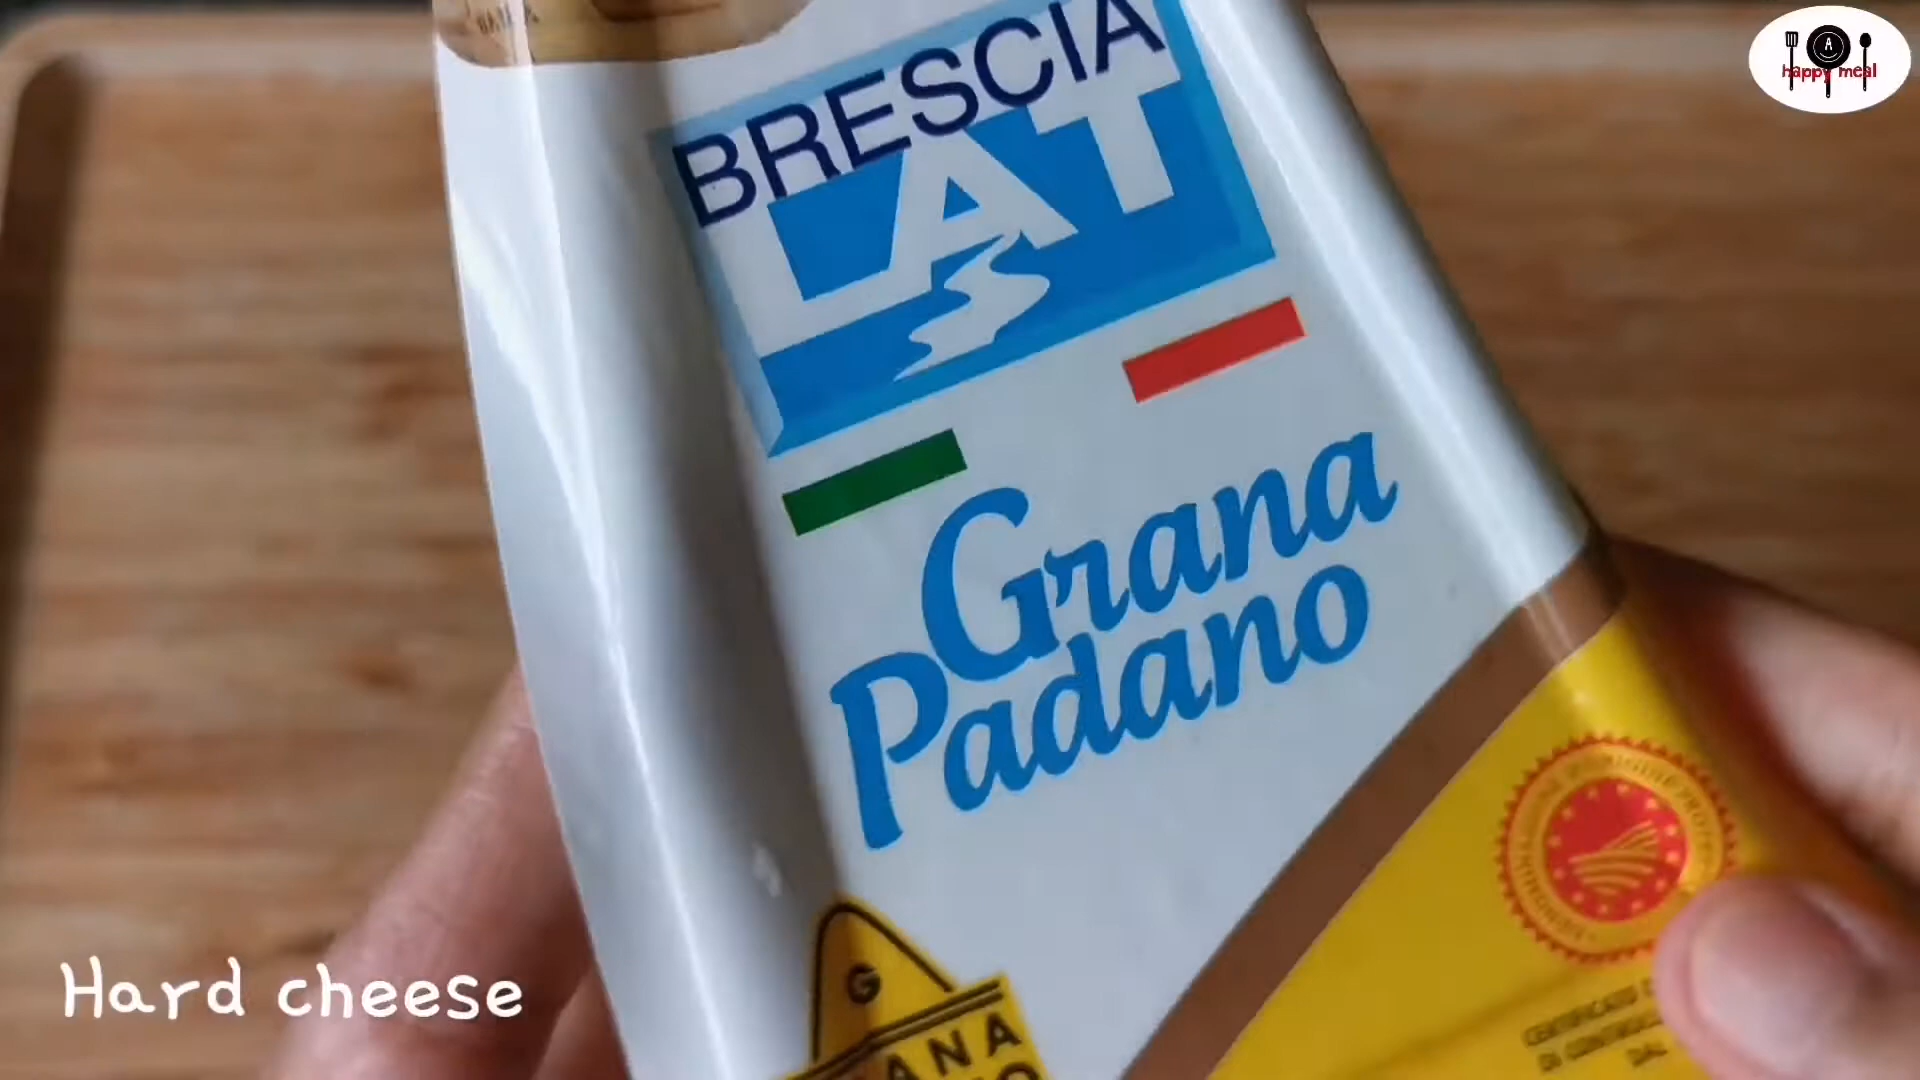 A
happy meal
BRESCIA
LAT
Grana
Padano
G
Hard cheese